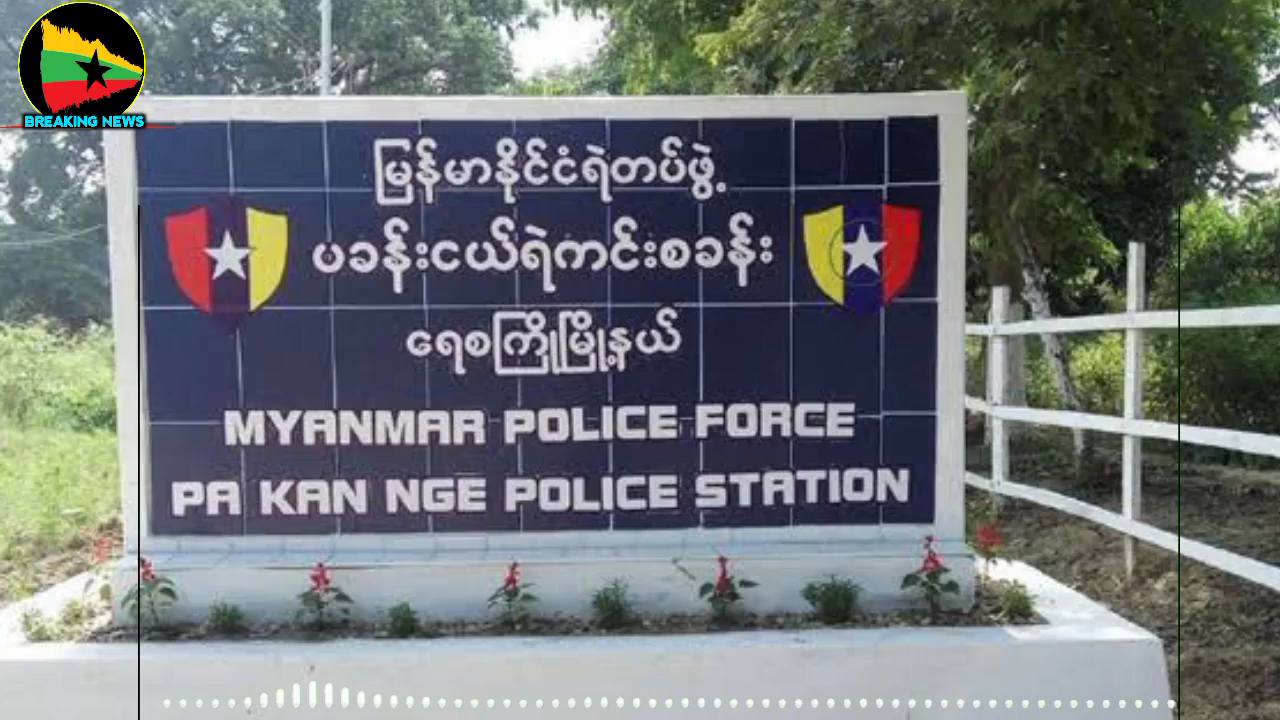 BREAKING NEWS
မြန်မာနိုင်ငံရဲတပ်ဖွဲ့
ပခန်းငယ်ရဲကင်းစခန်း
ရေစကြိုမြို့နယ်
MYANMAR POLICE FORCE
PA KAN NGE POLICE STATION